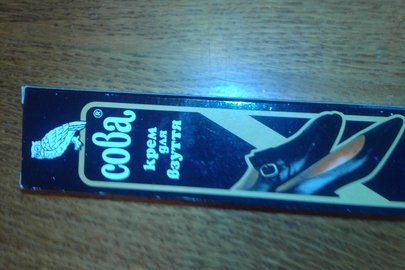 сова®
крем
для
взуття